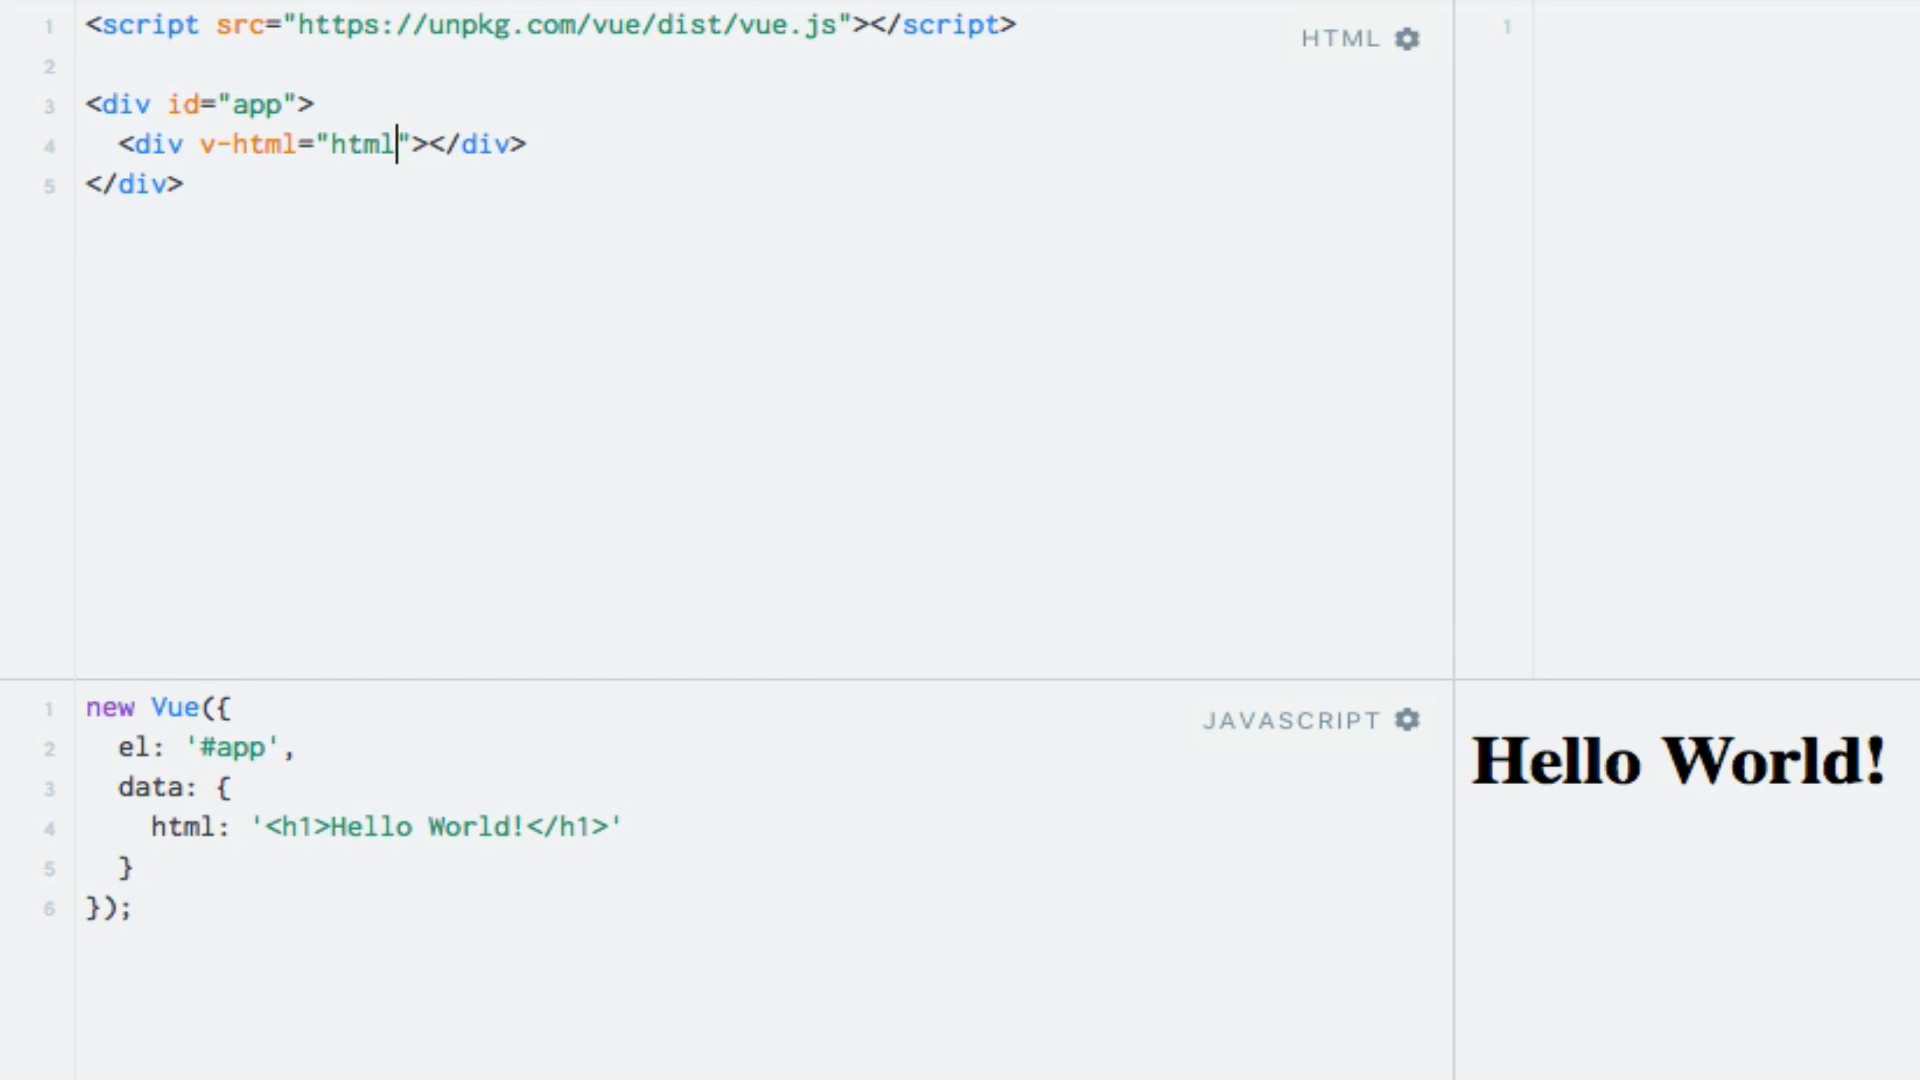 1 <script src="https://unpkg.com/vue/dist/vue.js"></script>
HTML
2
3 <div id="app">
4   <div v-html="html"></div>
5 </div>
1
1 new Vue({
JAVASCRIPT
2   el: '#app',
3   data: {
4     html: '<h1>Hello World!</h1>'
5   }
6 });
Hello World!